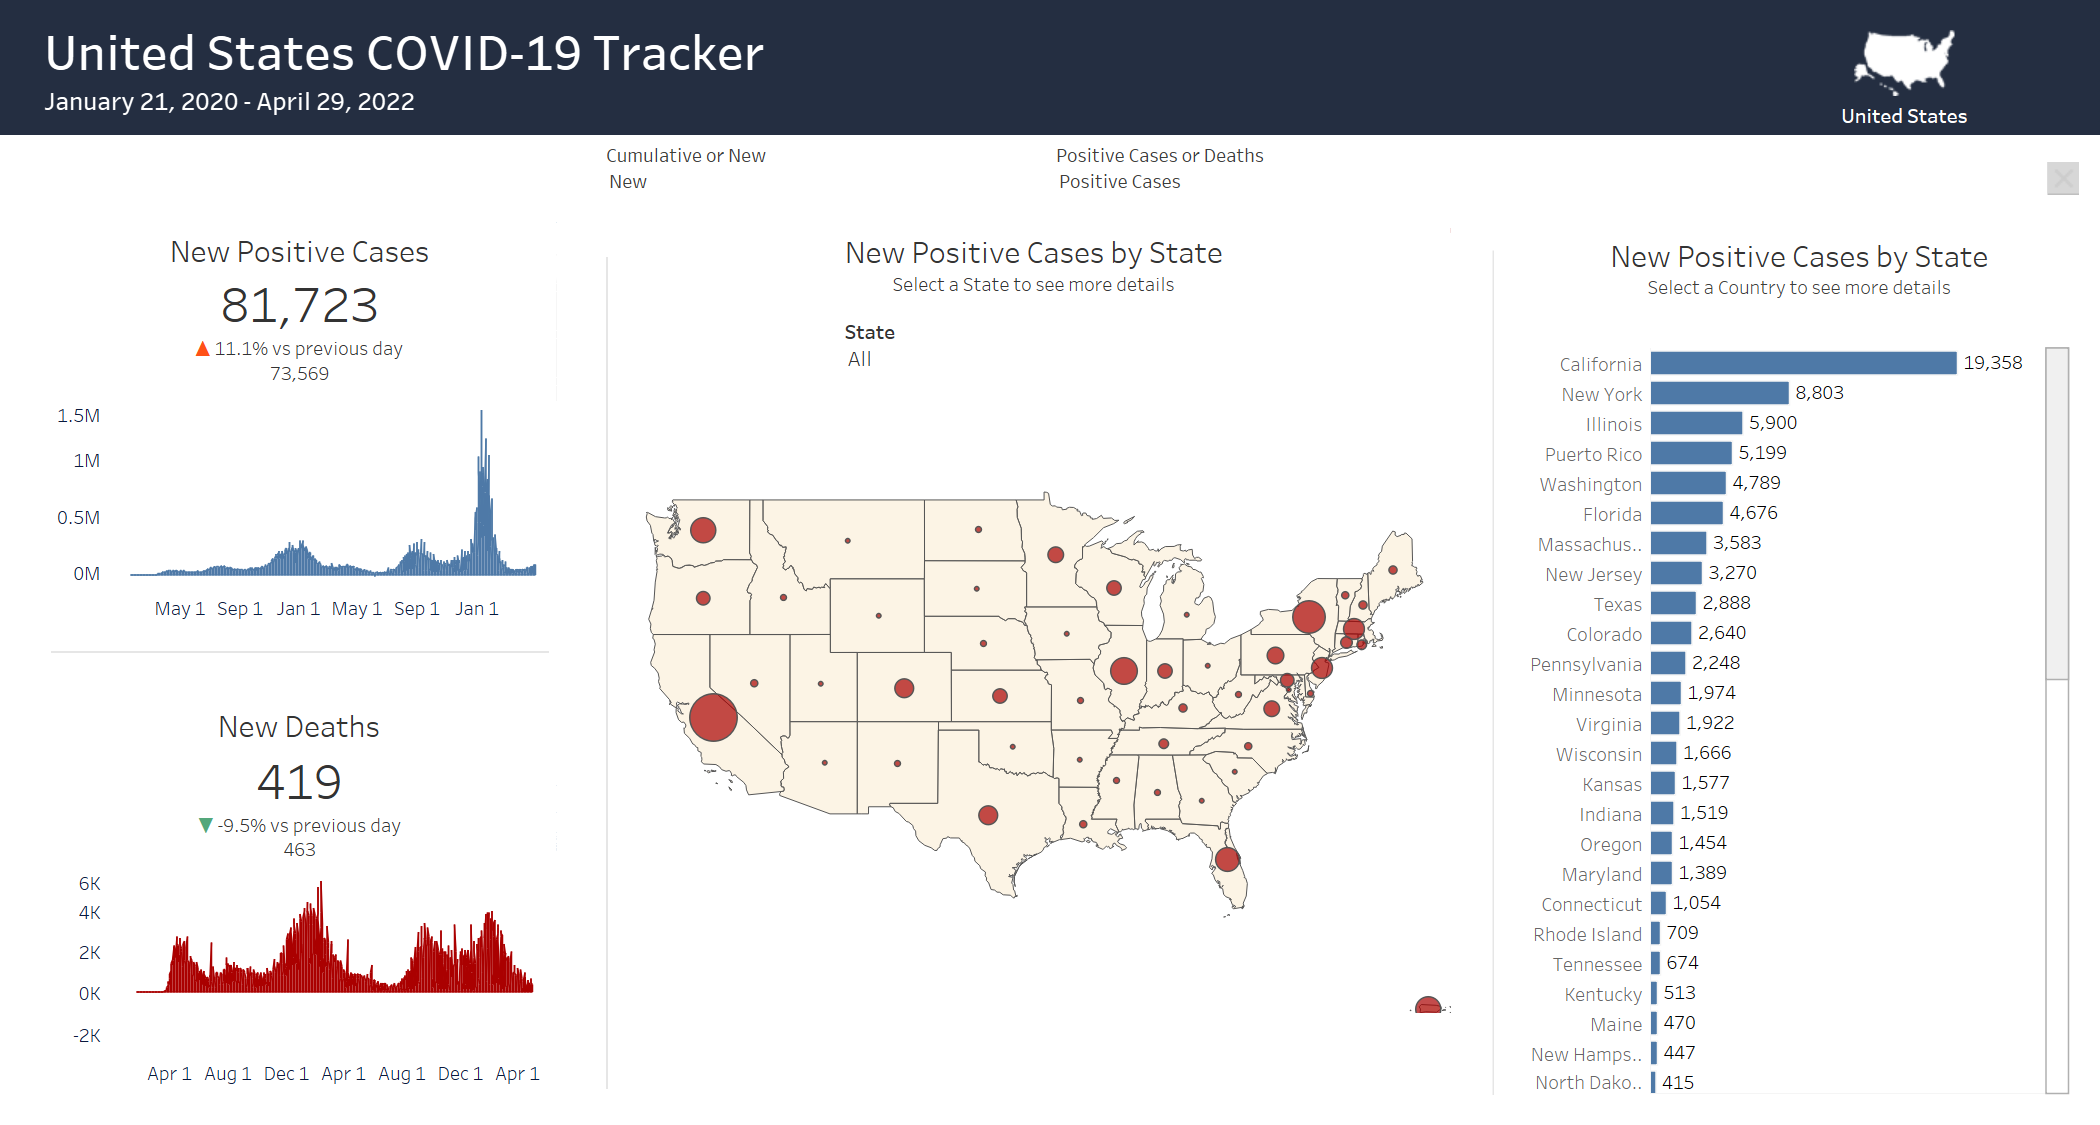 United States COVID-19 Tracker
January 21, 2020 - April 29, 2022
United States
Cumulative or New
New
Positive Cases or Deaths
Positive Cases
New Positive Cases
81,723
▲ 11.1% vs previous day
73,569
1.5M
1M
0.5M
0M
May 1 Sep 1 Jan 1 May 1 Sep 1 Jan 1
New Deaths
419
▼ -9.5% vs previous day
463
6K
4K
2K
0K
-2K
Apr 1 Aug 1 Dec 1 Apr 1 Aug 1 Dec 1 Apr 1
New Positive Cases by State
Select a State to see more details
State
All
New Positive Cases by State
Select a Country to see more details
California 19,358
New York 8,803
Illinois 5,900
Puerto Rico 5,199
Washington 4,789
Florida 4,676
Massachus.. 3,583
New Jersey 3,270
Texas 2,888
Colorado 2,640
Pennsylvania 2,248
Minnesota 1,974
Virginia 1,922
Wisconsin 1,666
Kansas 1,577
Indiana 1,519
Oregon 1,454
Maryland 1,389
Connecticut 1,054
Rhode Island 709
Tennessee 674
Kentucky 513
Maine 470
New Hamps.. 447
North Dako.. 415